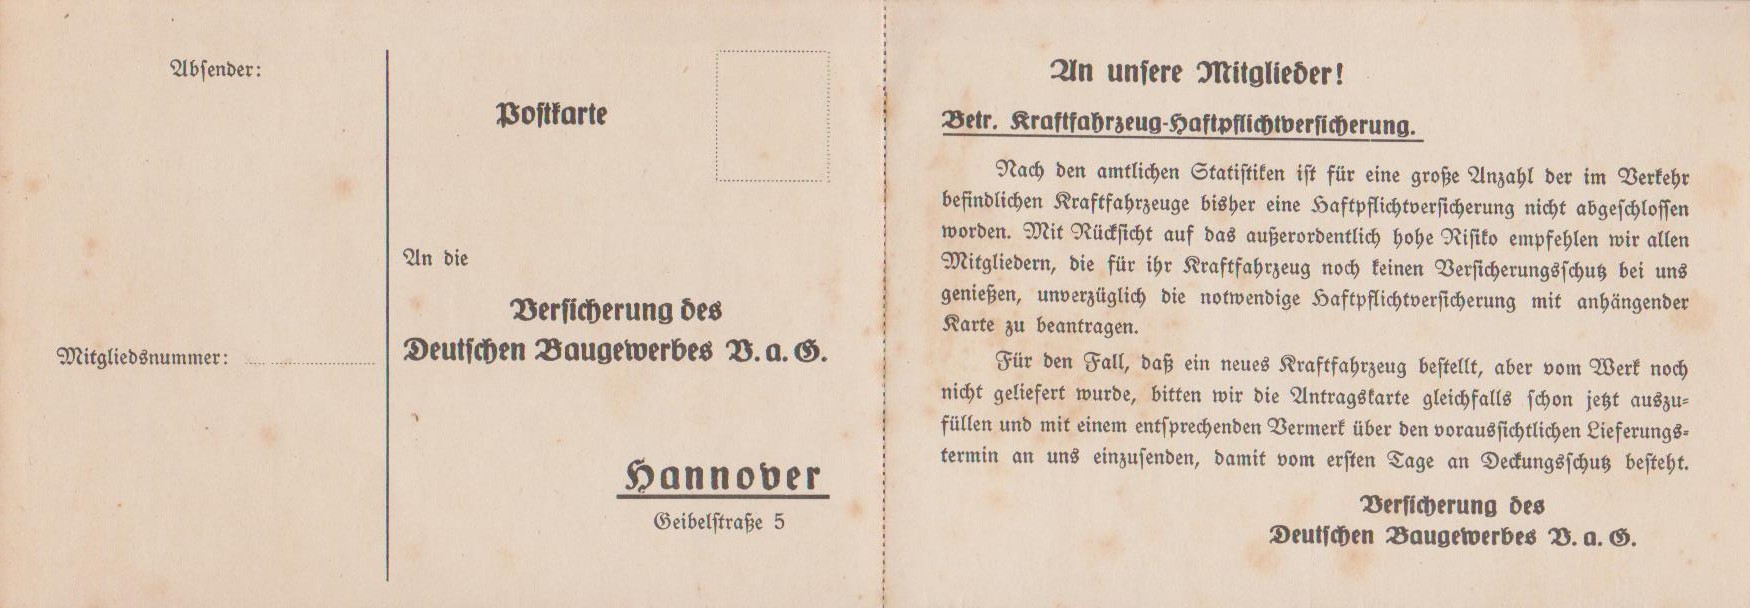 Absender:
Mitgliedsnummer:
Postkarte
An die
Versicherung des
Deutschen Baugewerbes V. a. G.
Hannover
Geibelstraße 5
An unsere Mitglieder!
Betr. Kraftfahrzeug-Haftpflichtversicherung.
Nach den amtlichen Statistiken ist für eine große Anzahl der im Verkehr
befindlichen Kraftfahrzeuge bisher eine Haftpflichtversicherung nicht abgeschlossen
worden. Mit Rücksicht auf das außerordentlich hohe Risiko empfehlen wir allen
Mitgliedern, die für ihr Kraftfahrzeug noch keinen Versicherungsschutz bei uns
genießen, unverzüglich die notwendige Haftpflichtversicherung mit anhängender
Karte zu beantragen.
Für den Fall, daß ein neues Kraftfahrzeug bestellt, aber vom Werk noch
nicht geliefert wurde, bitten wir die Antragskarte gleichfalls schon jetzt auszu-
füllen und mit einem entsprechenden Vermerk über den voraussichtlichen Lieferungs-
termin an uns einzusenden, damit vom ersten Tage an Deckungsschutz besteht.
Versicherung des
Deutschen Baugewerbes V. a. G.